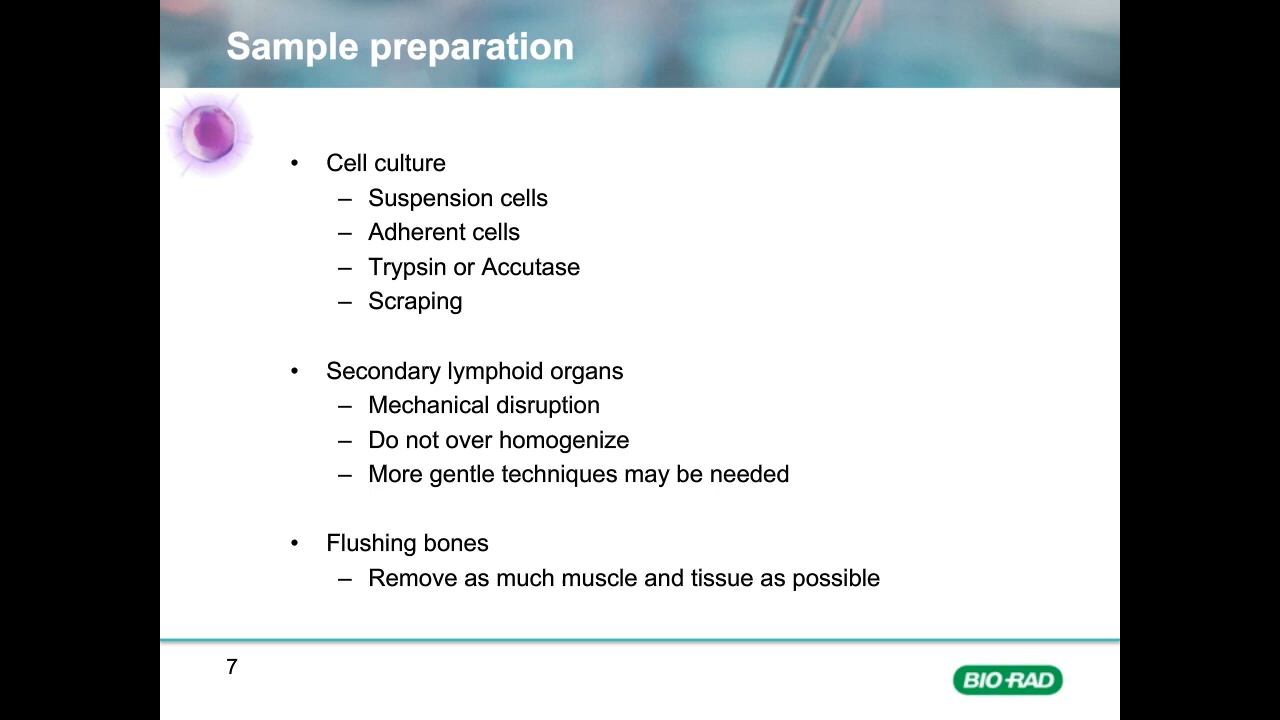 Sample preparation
• Cell culture
– Suspension cells
– Adherent cells
– Trypsin or Accutase
– Scraping
• Secondary lymphoid organs
– Mechanical disruption
– Do not over homogenize
– More gentle techniques may be needed
• Flushing bones
– Remove as much muscle and tissue as possible
7
BIO-RAD